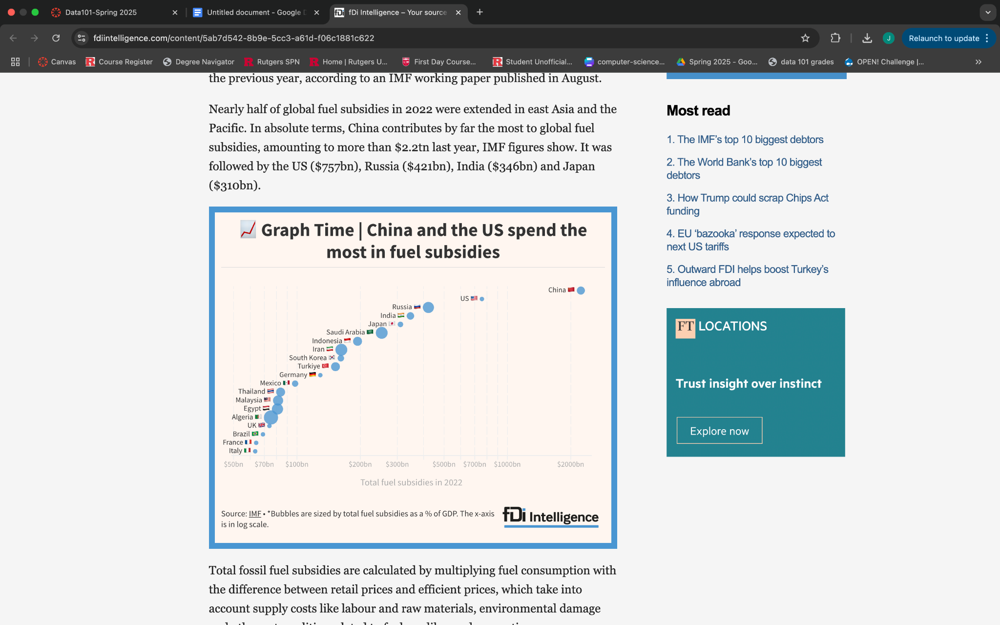 Data101-Spring 2025
Untitled document - Google D
fDi Intelligence – Your source
fdiintelligence.com/content/5ab7d542-8b9e-5cc3-a61d-f06c1881c622
J
Relaunch to update
Canvas
Course Register
Degree Navigator
Rutgers SPN
Home | Rutgers U...
First Day Course...
Student Unofficial...
computer-science...
Spring 2025 - Goo...
data 101 grades
OPEN! Challenge |...
the previous year, according to an IMF working paper published in August.
Nearly half of global fuel subsidies in 2022 were extended in east Asia and the
Pacific. In absolute terms, China contributes by far the most to global fuel
subsidies, amounting to more than $2.2tn last year, IMF figures show. It was
followed by the US ($757bn), Russia ($421bn), India ($346bn) and Japan
($310bn).
Graph Time | China and the US spend the
most in fuel subsidies
China
US
Russia
India
Japan
Saudi Arabia
Indonesia
Iran
South Korea
Turkiye
Germany
Mexico
Thailand
Malaysia
Egypt
Algeria
UK
Brazil
France
Italy
$50bn $70bn $100bn $200bn $300bn $500bn $700bn $1000bn $2000bn
Total fuel subsidies in 2022
Source: IMF • *Bubbles are sized by total fuel subsidies as a % of GDP. The x-axis
is in log scale.
fDi Intelligence
Total fossil fuel subsidies are calculated by multiplying fuel consumption with
the difference between retail prices and efficient prices, which take into
account supply costs like labour and raw materials, environmental damage
Most read
1. The IMF’s top 10 biggest debtors
2. The World Bank’s top 10 biggest
debtors
3. How Trump could scrap Chips Act
funding
4. EU ‘bazooka’ response expected to
next US tariffs
5. Outward FDI helps boost Turkey’s
influence abroad
FT LOCATIONS
Trust insight over instinct
Explore now